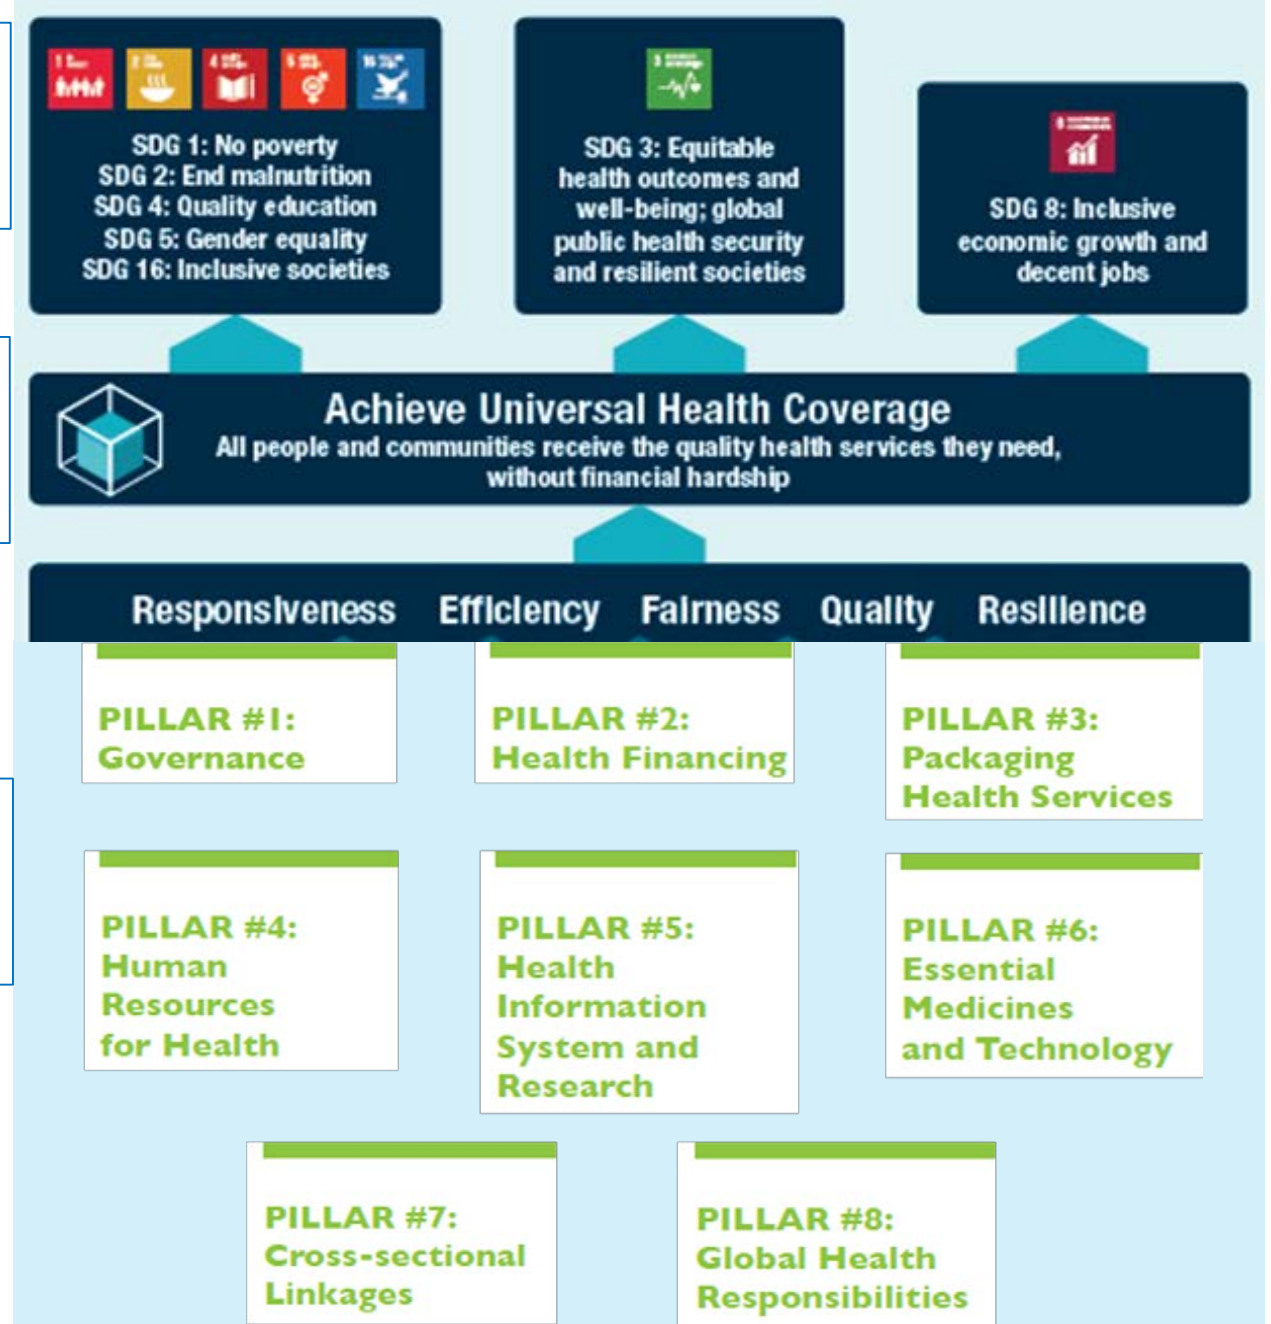 SDG 1: No poverty
SDG 2: End malnutrition
SDG 4: Quality education
SDG 5: Gender equality
SDG 16: Inclusive societies
SDG 3: Equitable
health outcomes and
well-being; global
public health security
and resilient societies
SDG 8: Inclusive
economic growth and
decent jobs
Achieve Universal Health Coverage
All people and communities receive the quality health services they need,
without financial hardship
Responsiveness Efficiency Fairness Quality Resilience
PILLAR #1:
Governance
PILLAR #2:
Health Financing
PILLAR #3:
Packaging
Health Services
PILLAR #4:
Human
Resources
for Health
PILLAR #5:
Health
Information
System and
Research
PILLAR #6:
Essential
Medicines
and Technology
PILLAR #7:
Cross-sectional
Linkages
PILLAR #8:
Global Health
Responsibilities